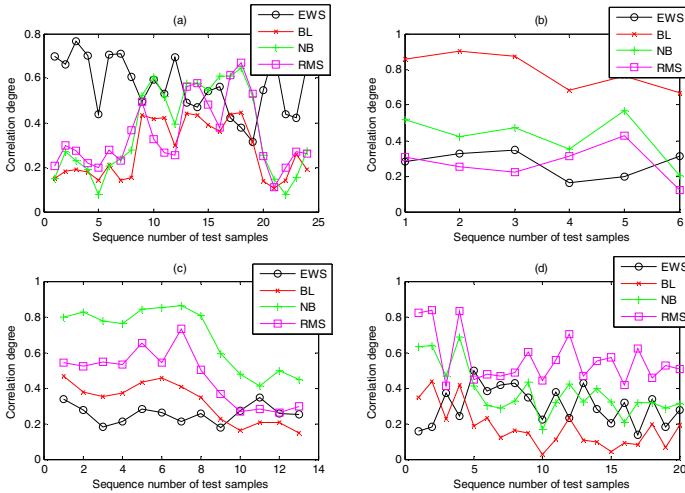 (a)
EWS
BL
NB
RMS
Correlation degree
0.8
0.6
0.4
0.2
0
0 5 10 15 20 25
Sequence number of test samples
(b)
EWS
BL
NB
RMS
Correlation degree
1
0.8
0.6
0.4
0.2
0
1 2 3 4 5 6
Sequence number of test samples
(c)
EWS
BL
NB
RMS
Correlation degree
1
0.8
0.6
0.4
0.2
0
0 2 4 6 8 10 12 14
Sequence number of test samples
(d)
EWS
BL
NB
RMS
Correlation degree
1
0.8
0.6
0.4
0.2
0
0 5 10 15 20
Sequence number of test samples